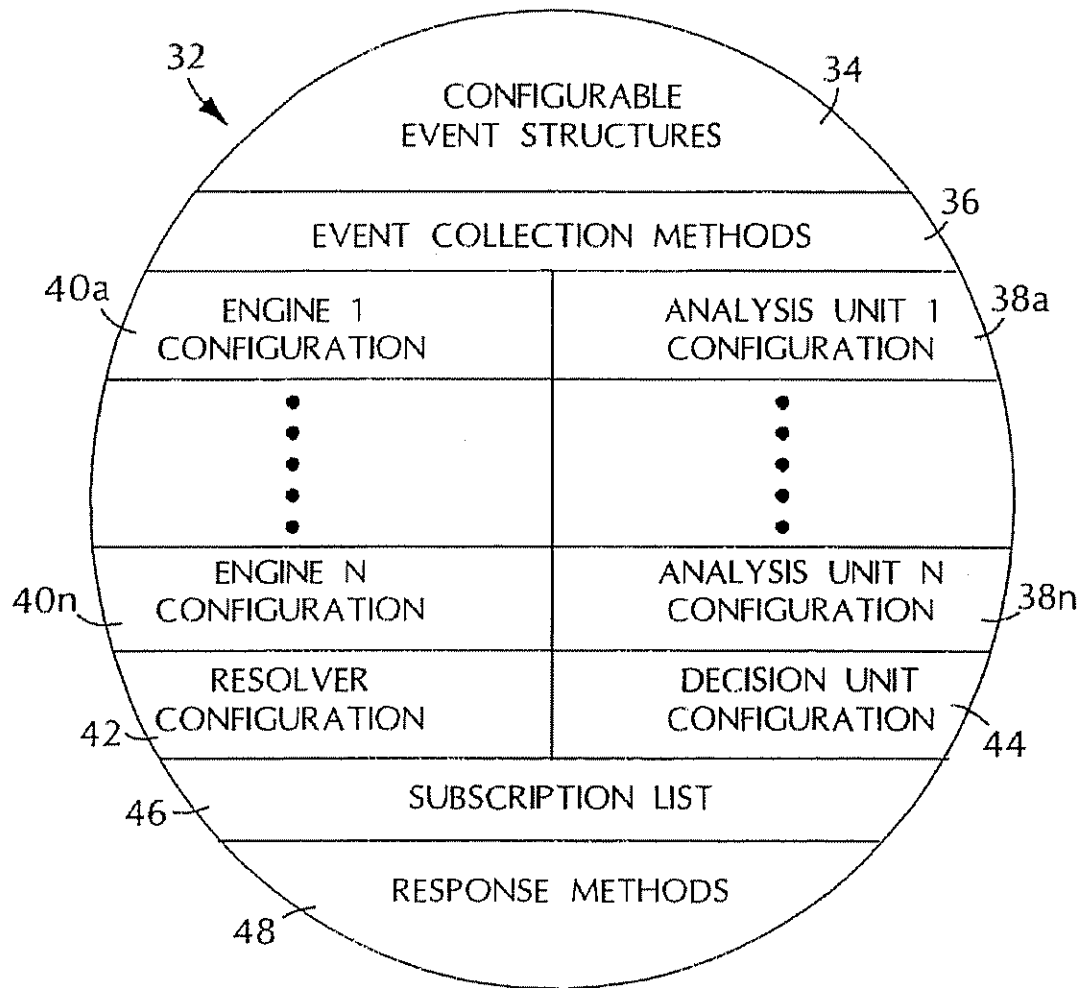 32
34
CONFIGURABLE
EVENT STRUCTURES
36
EVENT COLLECTION METHODS
40a
ENGINE 1
CONFIGURATION
ANALYSIS UNIT 1
CONFIGURATION
38a
ENGINE N
CONFIGURATION
40n
ANALYSIS UNIT N
CONFIGURATION
38n
RESOLVER
CONFIGURATION
42
DECISION UNIT
CONFIGURATION
44
46
SUBSCRIPTION LIST
RESPONSE METHODS
48